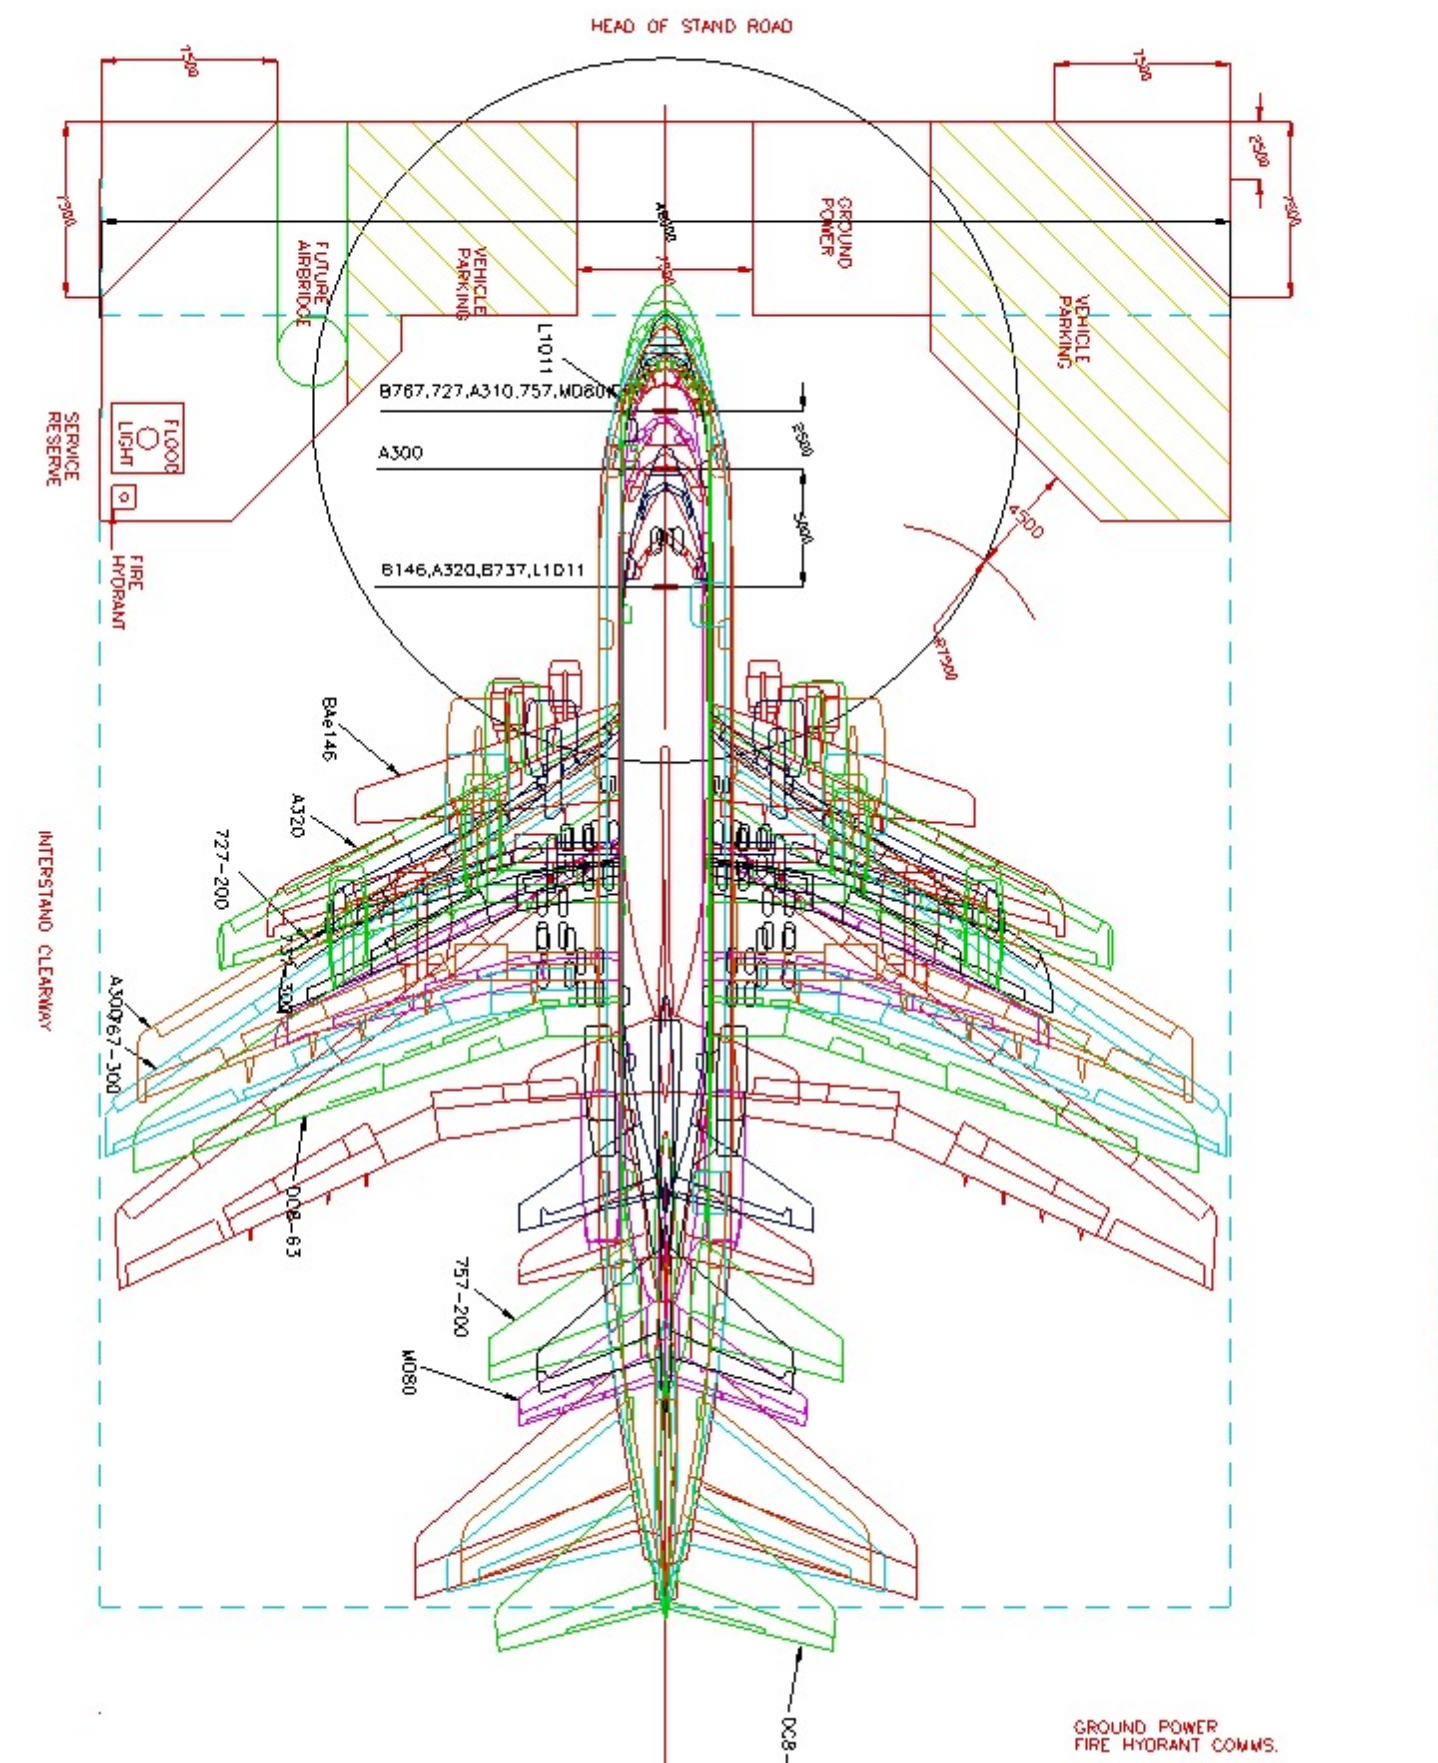 HEAD OF STAND ROAD
7500
7500
2500
7500
7500
48000
7500
GROUND
POWER
FUTURE
AIRBRIDGE
VEHICLE
PARKING
VEHICLE
PARKING
L1011
B767,727,A310,757,MD80
2500
A300
5000
B146,A320,B737,L1011
4500
R7500
SERVICE
RESERVE
FLOOD
LIGHT
FIRE
HYDRANT
BAe146
A320
727-200
INTERSTAND CLEARWAY
A300
767-300
DC8-63
757-200
MD80
DC8-
GROUND POWER
FIRE HYDRANT COMMS.